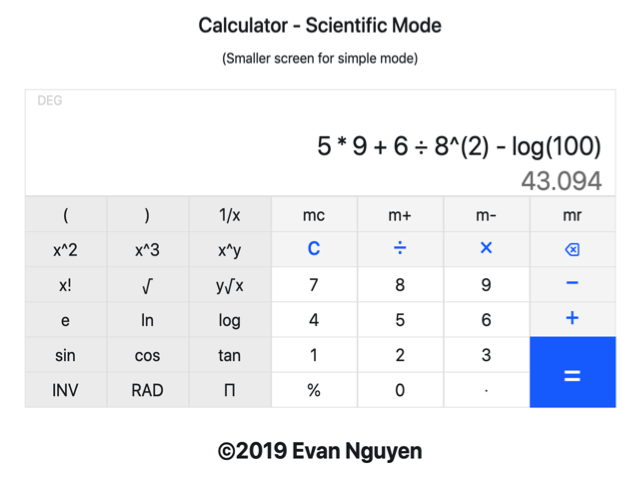 Calculator - Scientific Mode
(Smaller screen for simple mode)
DEG
5 * 9 + 6 ÷ 8^(2) - log(100)
43.094
( ) 1/x mc m+ m- mr
x^2 x^3 x^y C ÷ ×
x! √ y√x 7 8 9 −
e ln log 4 5 6 +
sin cos tan 1 2 3 =
INV RAD Π % 0 ·
©2019 Evan Nguyen